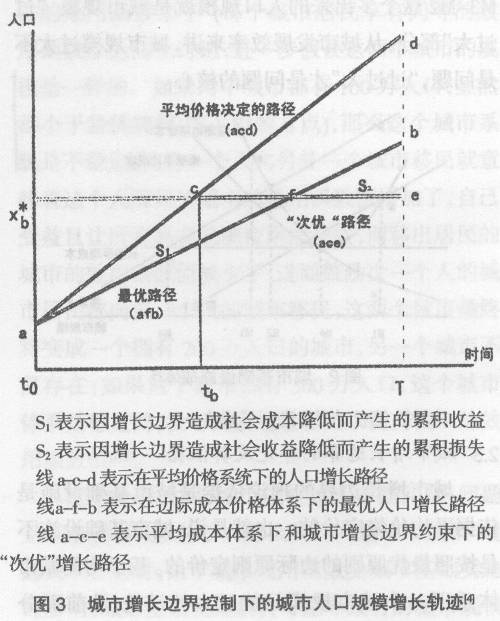 人口
d
平均价格决定的路径
(acd)
b
c
f
S₂
e
x*b
“次优“路径
(ace)
S₁
最优路径
(afb)
a
时间
t0
tb
T
S₁ 表示因增长边界造成社会成本降低而产生的累积收益
S₂ 表示因增长边界造成社会收益降低而产生的累积损失
线 a–c–d 表示在平均价格系统下的人口增长路径
线a–f–b 表示在边际成本价格体系下的最优人口增长路径
线 a–c–e 表示平均成本体系下和城市增长边界约束下的
“次优”增长路径
图 3 城市增长边界控制下的城市人口规模增长轨迹[4]